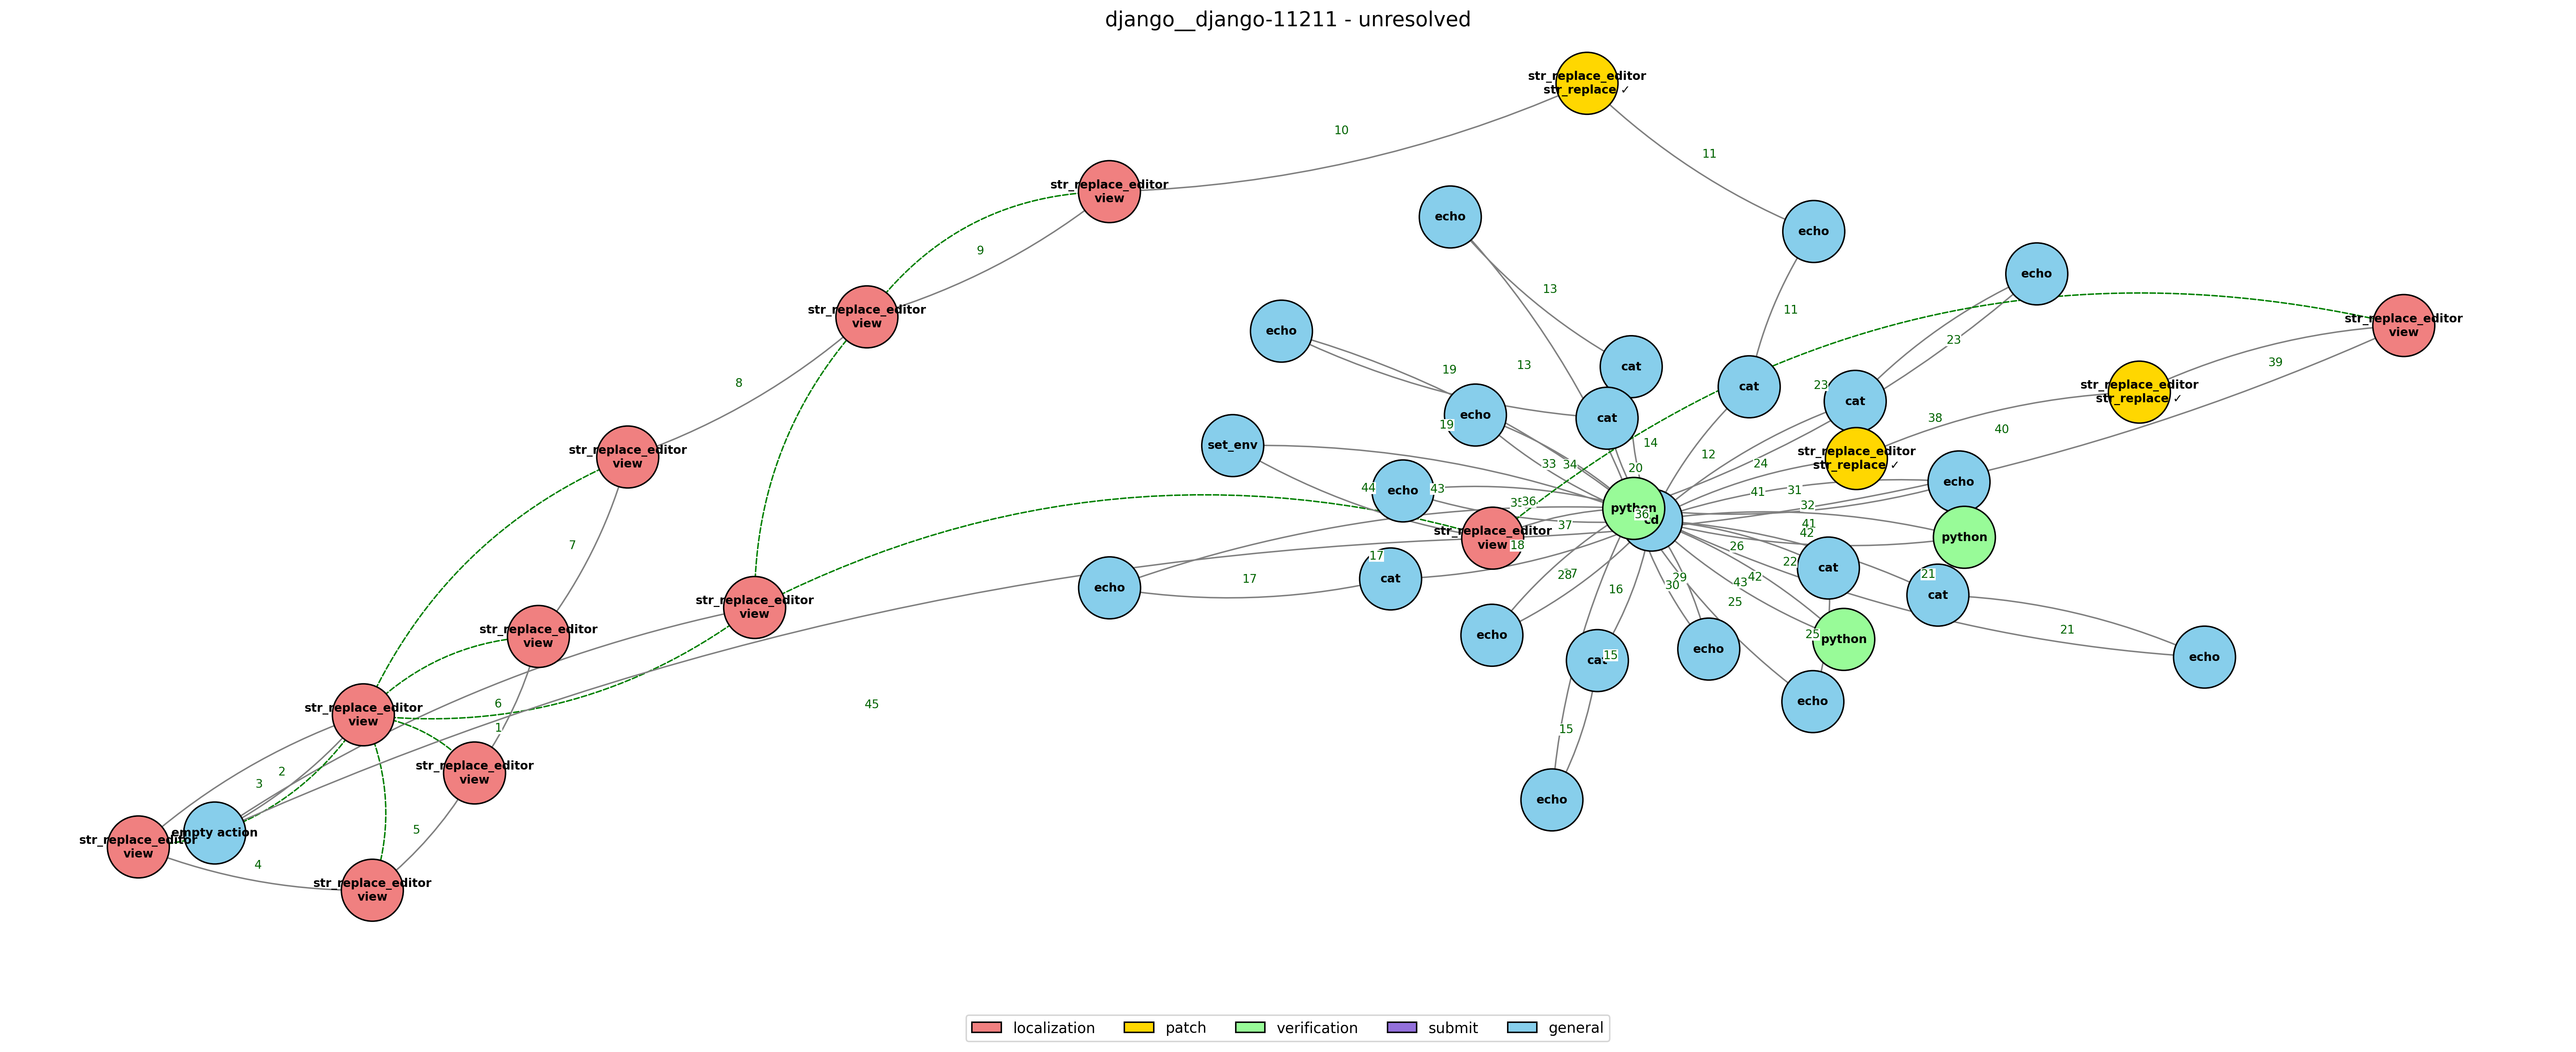 django__django-11211 - unresolved
str_replace_editor
str_replace ✓
10
11
str_replace_editor
view
echo
echo
9
echo
11
13
str_replace_editor
view
echo
str_replace_editor
view
23
39
8
19
13
cat
cat
23
cat
str_replace_editor
str_replace ✓
echo
cat
38
19
40
str_replace_editor
view
set_env
14
12
str_replace_editor
str_replace ✓
33
34
20
24
echo
44
43
41
31
echo
36
32
python
36
cd
37
41
42
python
str_replace_editor
view
18
26
7
17
22
cat
28
29
21
cat
17
cat
echo
30
43
42
16
25
cat
str_replace_editor
view
str_replace_editor
view
25
python
echo
21
echo
echo
cat
15
echo
6
45
str_replace_editor
view
1
echo
15
str_replace_editor
view
2
3
echo
5
empty action
str_replace_editor
view
4
str_replace_editor
view
localization
patch
verification
submit
general